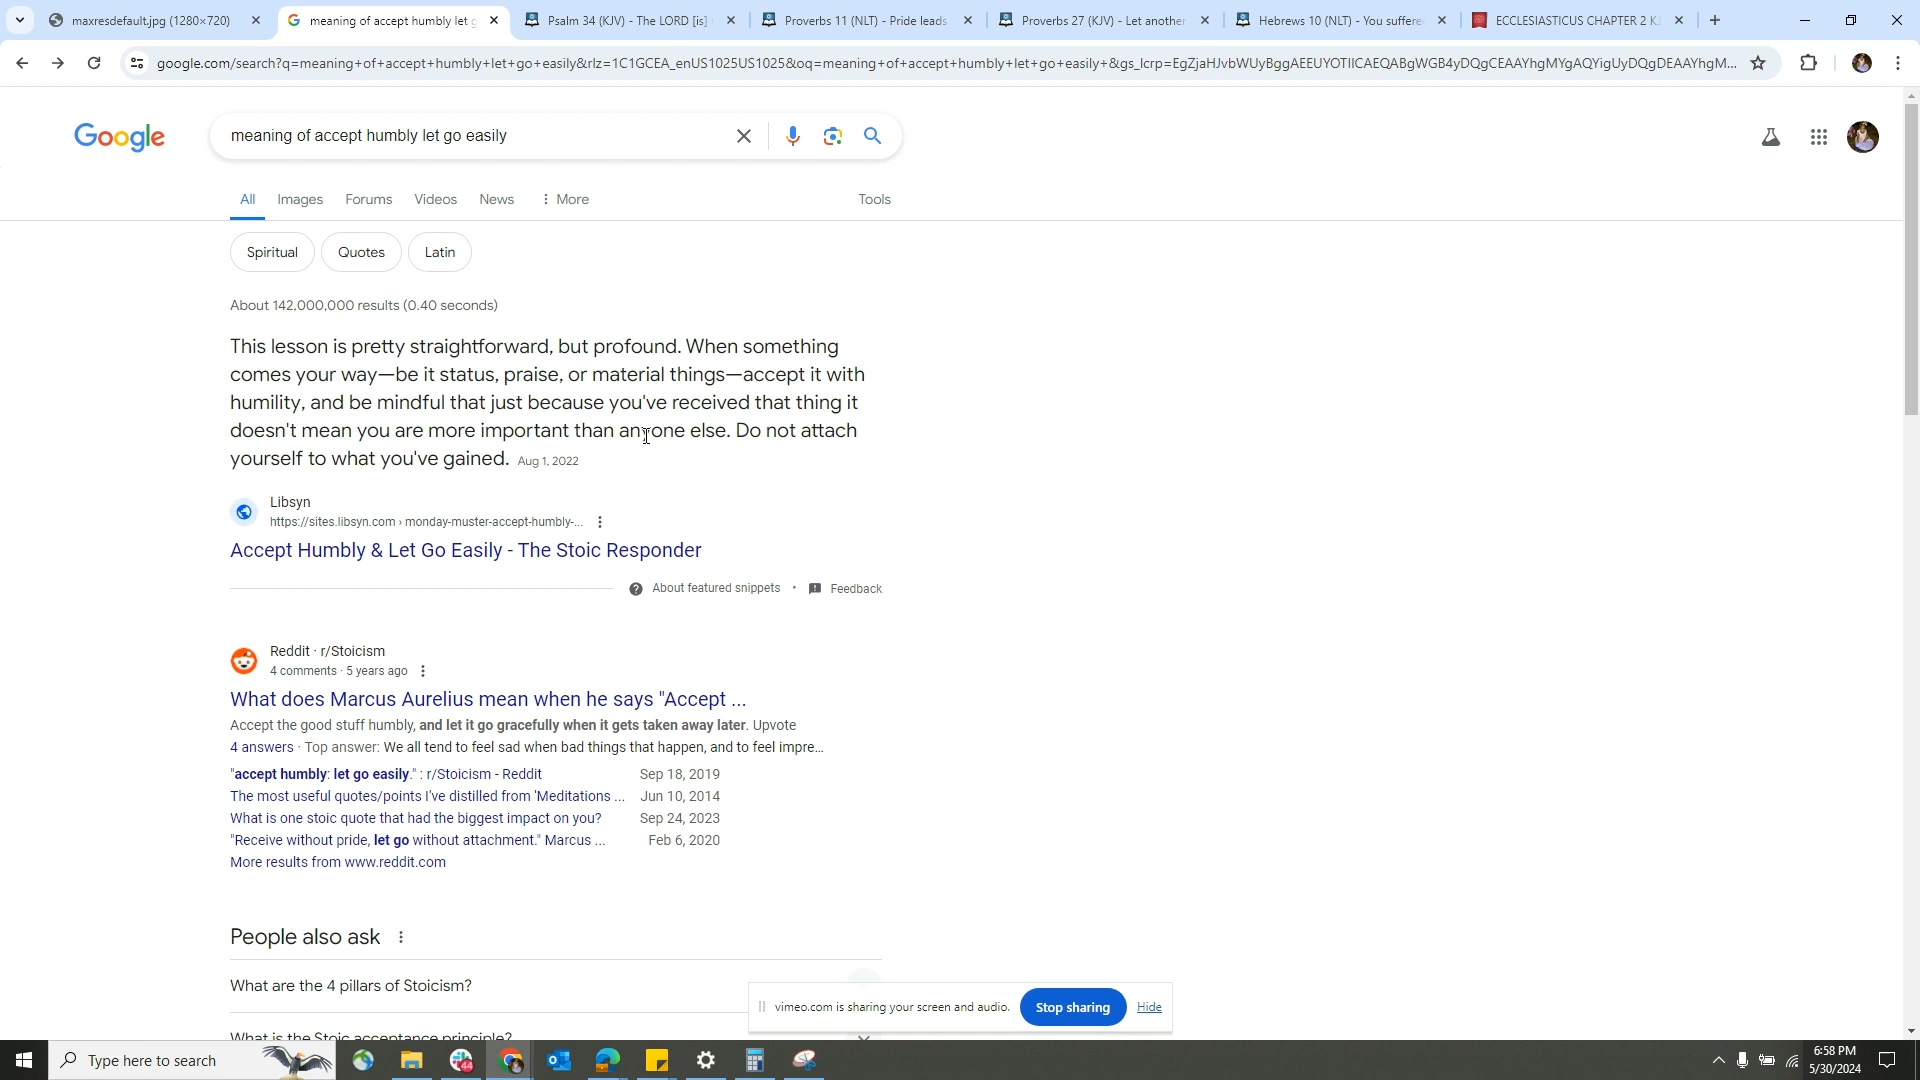 maxresdefault.jpg (1280×720)
meaning of accept humbly let g
Psalm 34 (KJV) - The LORD [is]
Proverbs 11 (NLT) - Pride leads
Proverbs 27 (KJV) - Let another
Hebrews 10 (NLT) - You suffere
ECCLESIASTICUS CHAPTER 2 K
google.com/search?q=meaning+of+accept+humbly+let+go+easily&rlz=1C1GCEA_enUS1025US1025&oq=meaning+of+accept+humbly+let+go+easily+&gs_lcrp=EgZjaHJvbWUyBggAEEUYOTIICAEQABgWGB4yDQgCEAAYhgMYgAQYigUyDQgDEAAYhgM...
Google
meaning of accept humbly let go easily
All
Images
Forums
Videos
News
More
Tools
Spiritual
Quotes
Latin
About 142,000,000 results (0.40 seconds)
This lesson is pretty straightforward, but profound. When something
comes your way—be it status, praise, or material things—accept it with
humility, and be mindful that just because you've received that thing it
doesn't mean you are more important than anyone else. Do not attach
yourself to what you've gained. Aug 1, 2022
Libsyn
https://sites.libsyn.com › monday-muster-accept-humbly-...
Accept Humbly & Let Go Easily - The Stoic Responder
About featured snippets · Feedback
Reddit · r/Stoicism
4 comments · 5 years ago
What does Marcus Aurelius mean when he says "Accept ...
Accept the good stuff humbly, and let it go gracefully when it gets taken away later. Upvote
4 answers · Top answer: We all tend to feel sad when bad things that happen, and to feel impre...
"accept humbly: let go easily." : r/Stoicism - Reddit Sep 18, 2019
The most useful quotes/points I've distilled from 'Meditations ... Jun 10, 2014
What is one stoic quote that had the biggest impact on you? Sep 24, 2023
"Receive without pride, let go without attachment." Marcus ... Feb 6, 2020
More results from www.reddit.com
People also ask
What are the 4 pillars of Stoicism?
What is the Stoic acceptance principle?
vimeo.com is sharing your screen and audio.
Stop sharing
Hide
Type here to search
44
6:58 PM
5/30/2024